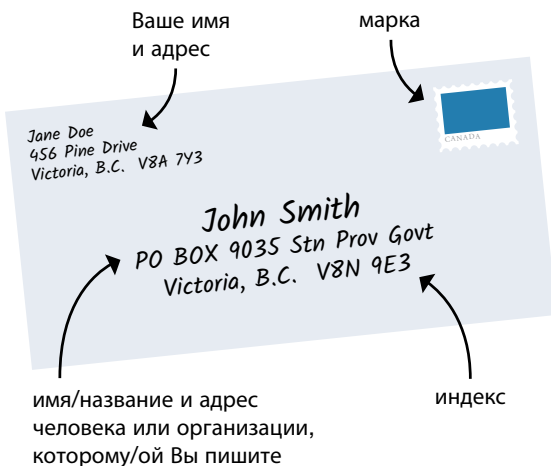 Ваше имя
и адрес
марка
Jane Doe
456 Pine Drive
Victoria, B.C. V8A 7Y3
CANADA
John Smith
PO BOX 9035 Stn Prov Govt
Victoria, B.C. V8N 9E3
имя/название и адрес
человека или организации,
которому/ой Вы пишите
индекс